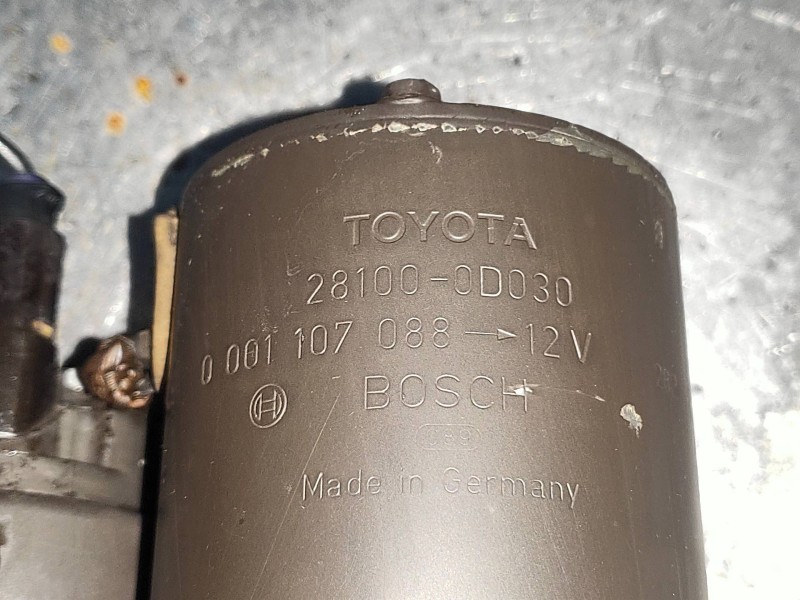 TOYOTA
28100-0D030
0 001 107 088 → 12 V
BOSCH
Made in Germany